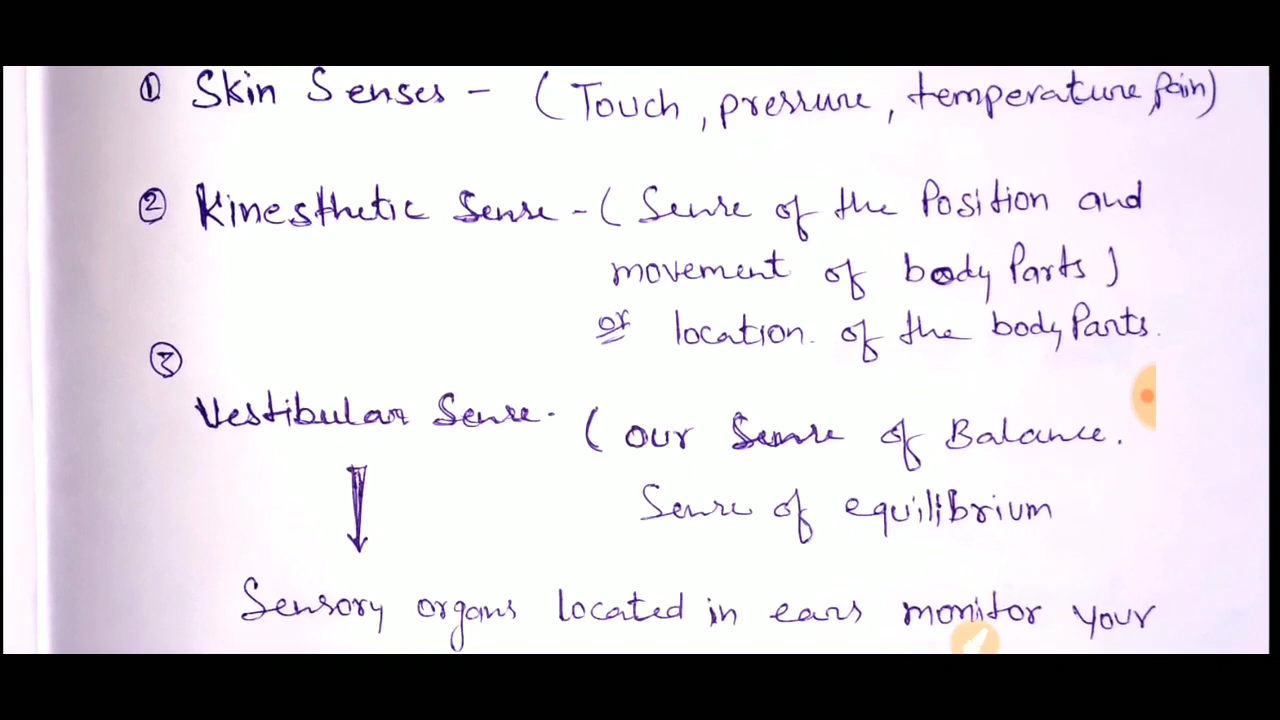 ① Skin Senses - (Touch, pressure, temperature, pain)
② Kinesthetic Sense - (Sense of the Position and
movement of body Parts)
or location. of the body Parts.
③
Vestibular Sense - (our Sense of Balance.
Sense of equilibrium
Sensory organs located in ears monitor your